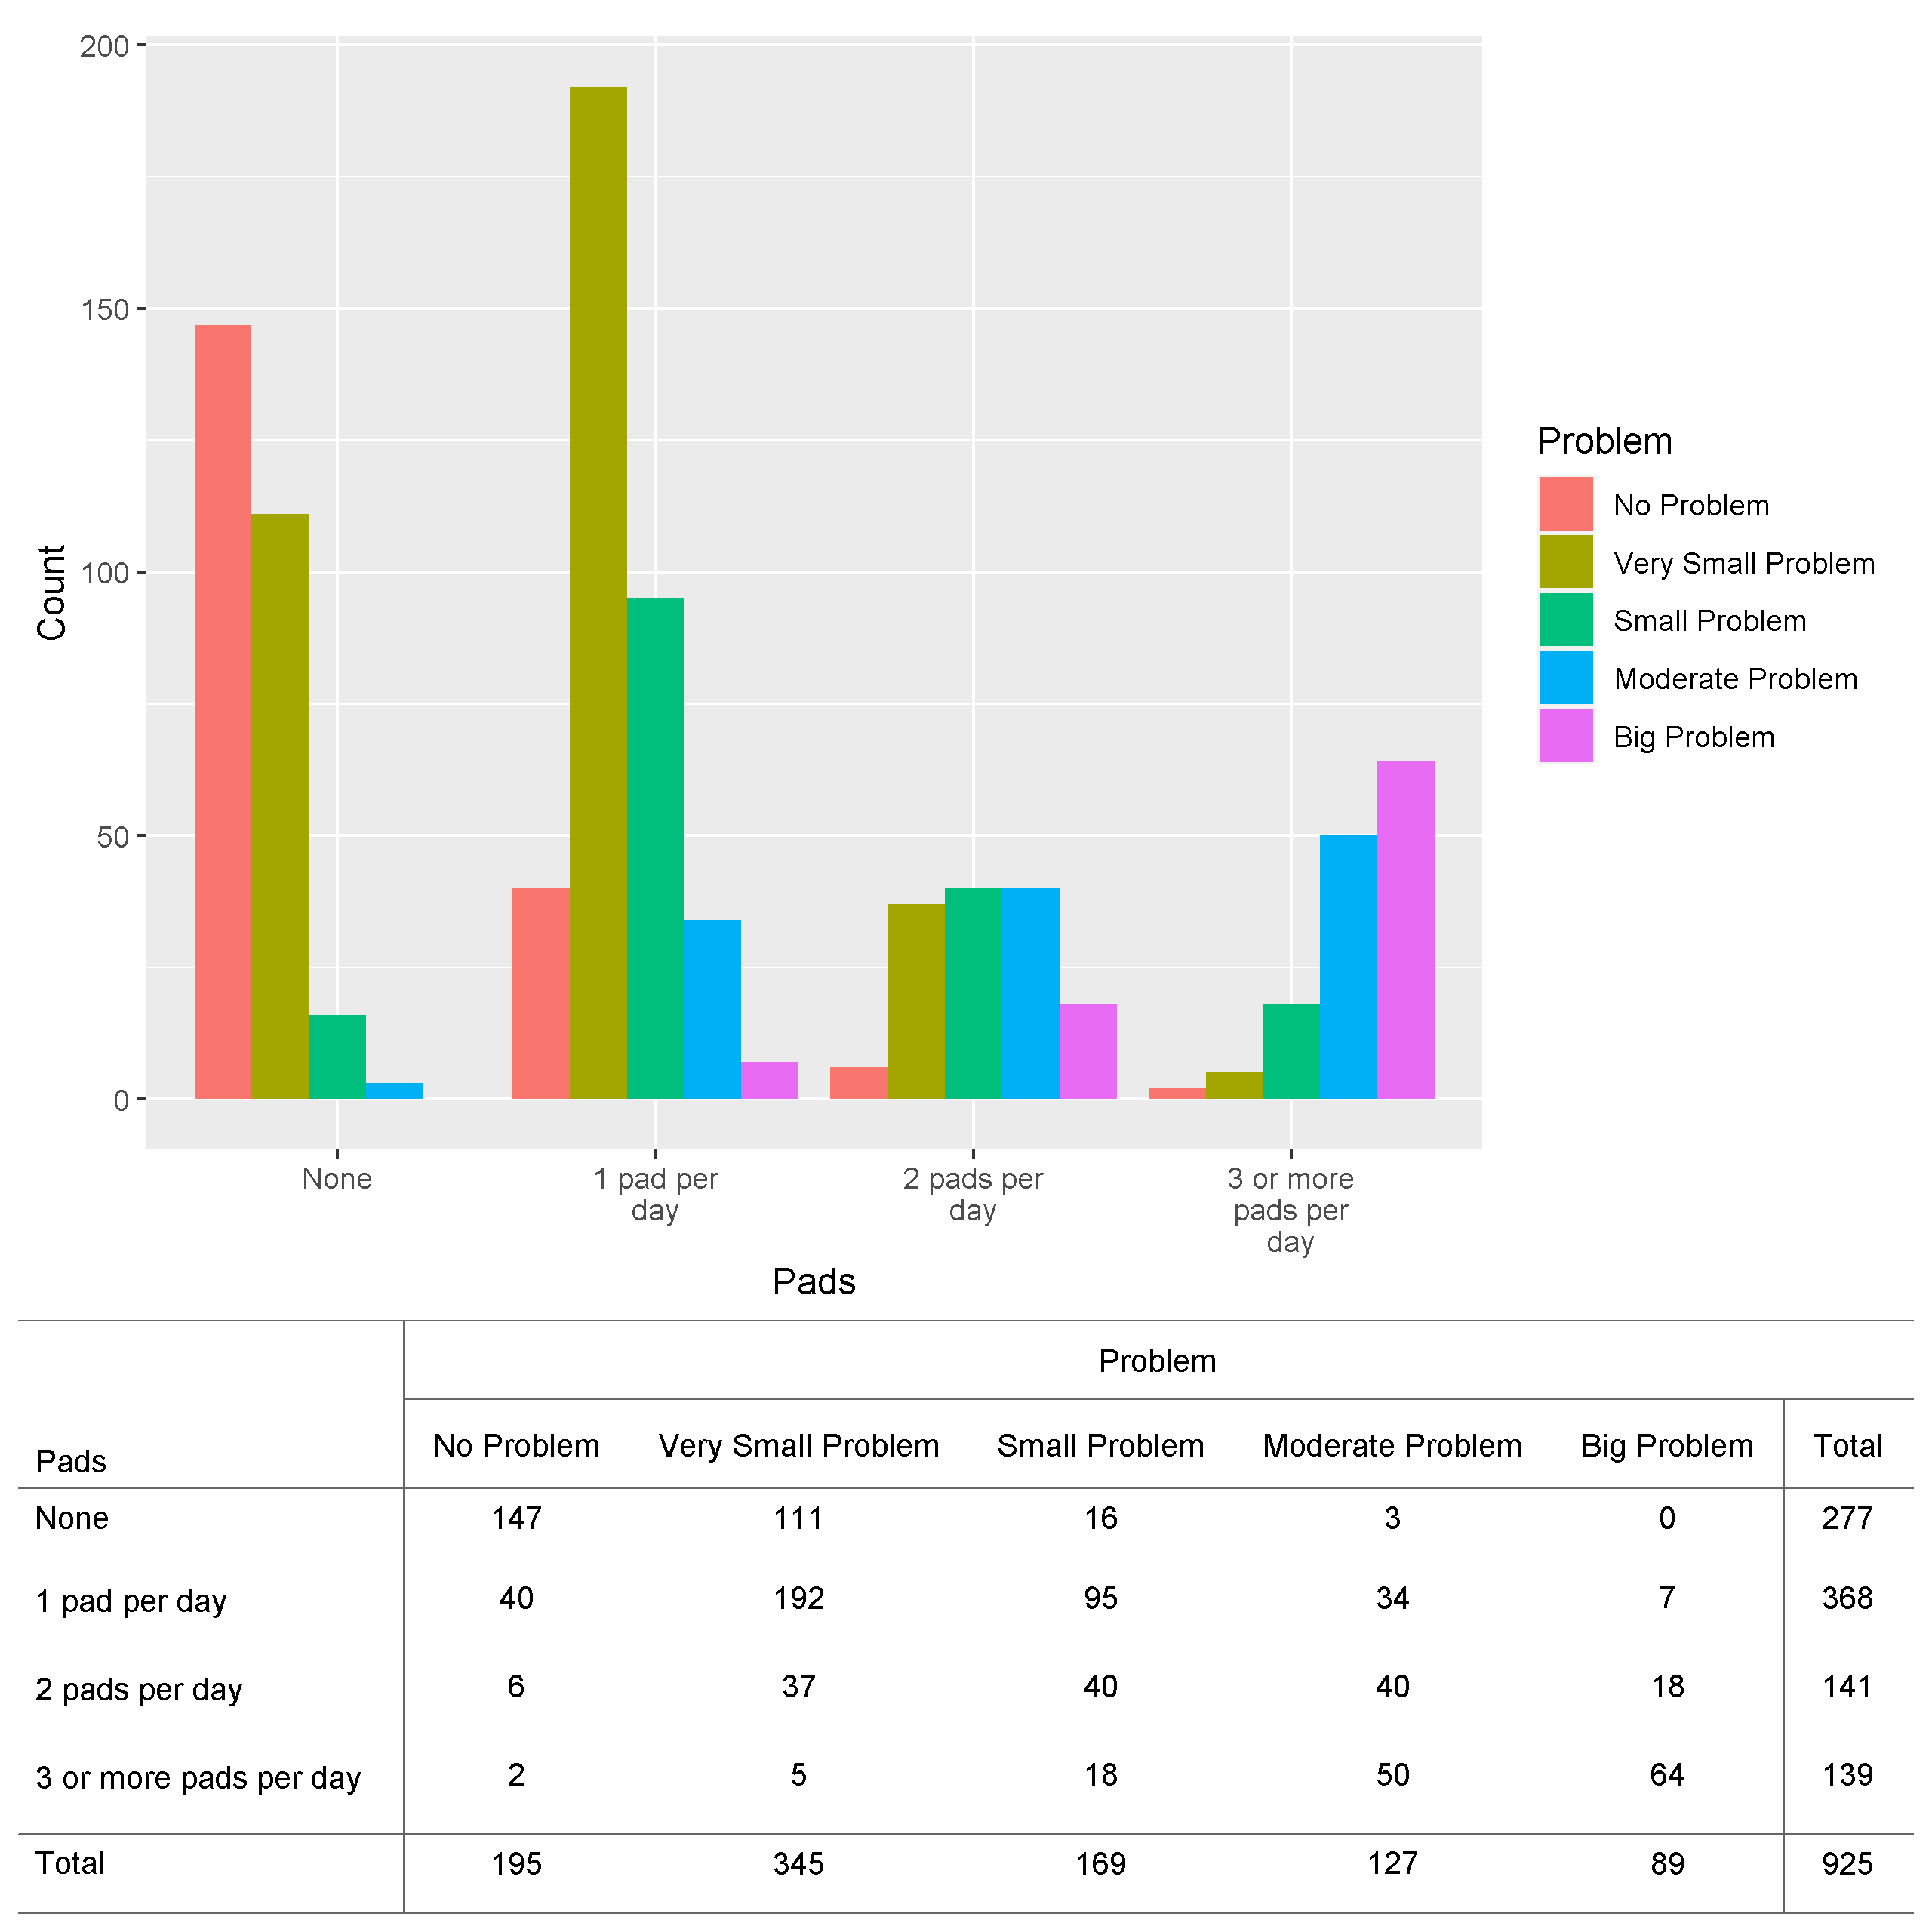 200
150
100
50
0
Count
None
1 pad per
day
2 pads per
day
3 or more
pads per
day
Pads
Problem
No Problem
Very Small Problem
Small Problem
Moderate Problem
Big Problem
Problem
Pads No Problem Very Small Problem Small Problem Moderate Problem Big Problem Total
None 147 111 16 3 0 277
1 pad per day 40 192 95 34 7 368
2 pads per day 6 37 40 40 18 141
3 or more pads per day 2 5 18 50 64 139
Total 195 345 169 127 89 925